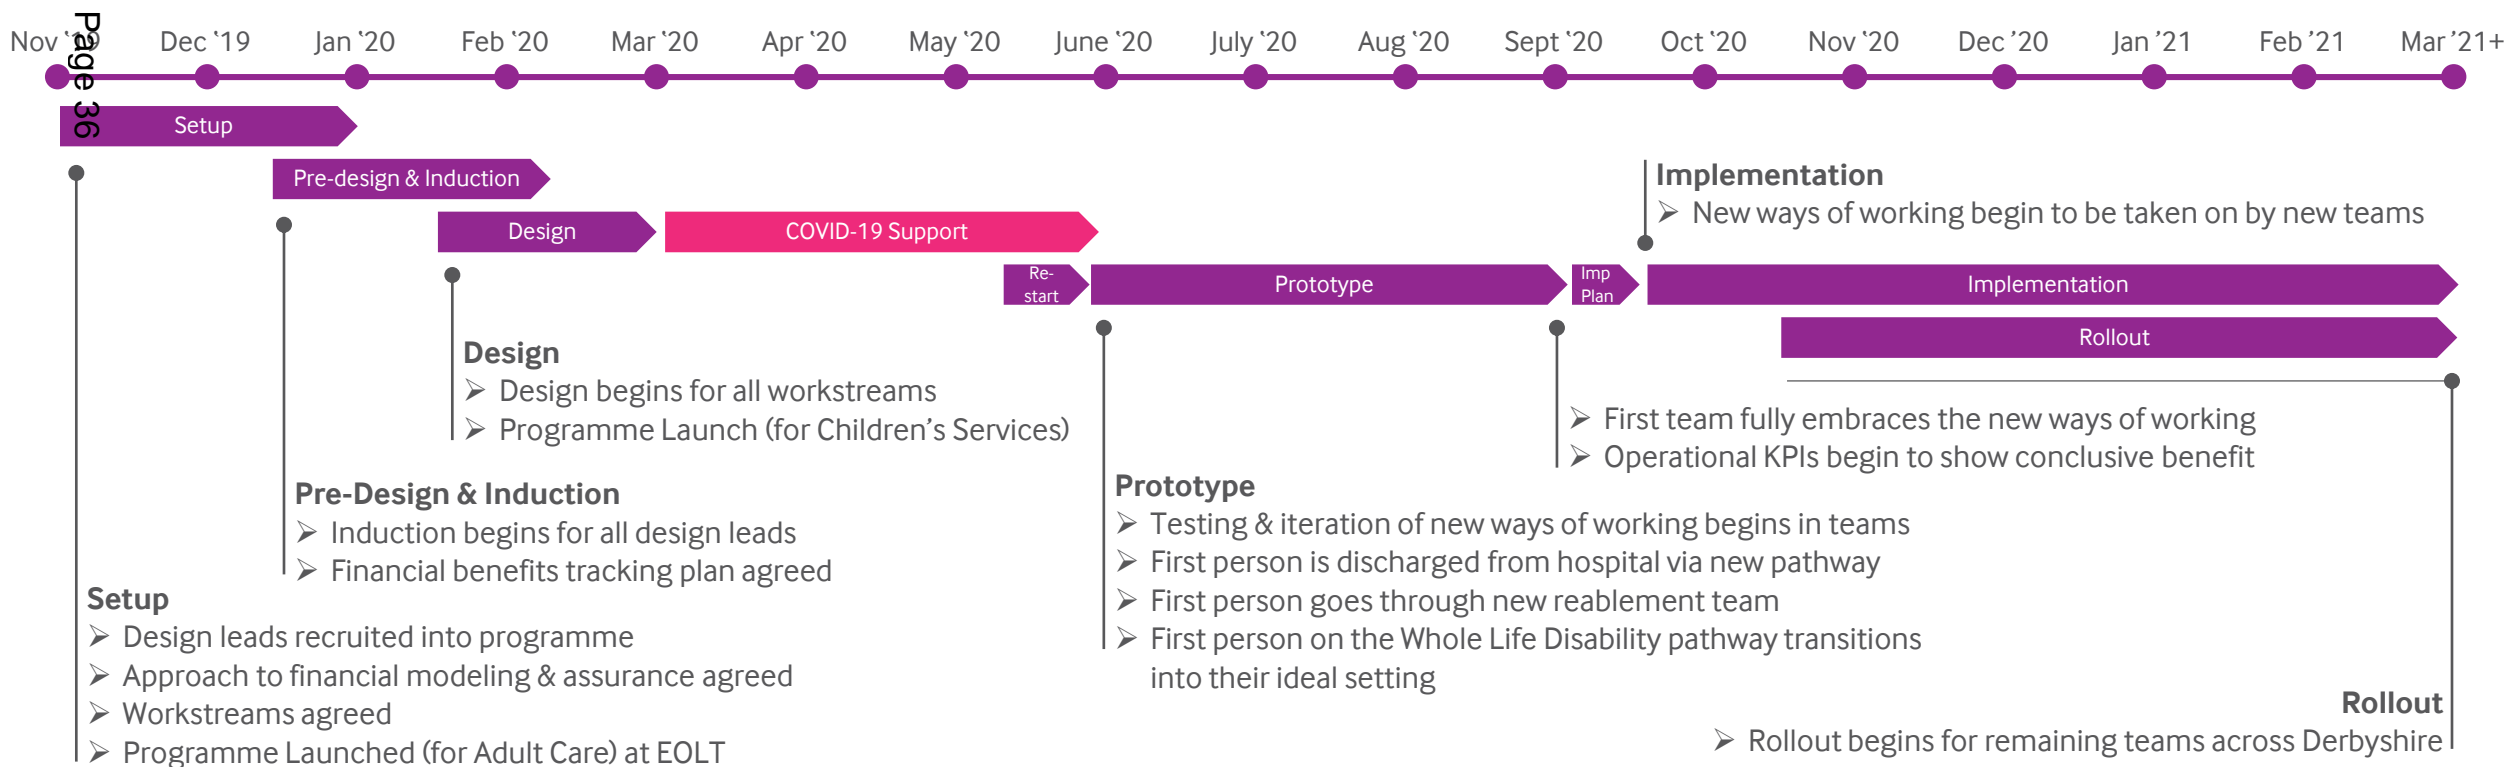 Page 36
Nov ‘19 Dec ‘19 Jan ‘20 Feb ‘20 Mar ‘20 Apr ‘20 May ‘20 June ‘20 July ‘20 Aug ‘20 Sept ‘20 Oct ‘20 Nov ‘20 Dec ‘20 Jan ’21 Feb ’21 Mar ’21+
Setup
Pre-design & Induction
Design
COVID-19 Support
Re-
start
Prototype
Imp
Plan
Implementation
Rollout
Implementation
➢ New ways of working begin to be taken on by new teams
Design
➢ Design begins for all workstreams
➢ Programme Launch (for Children’s Services)
➢ First team fully embraces the new ways of working
➢ Operational KPIs begin to show conclusive benefit
Pre-Design & Induction
➢ Induction begins for all design leads
➢ Financial benefits tracking plan agreed
Prototype
➢ Testing & iteration of new ways of working begins in teams
➢ First person is discharged from hospital via new pathway
➢ First person goes through new reablement team
➢ First person on the Whole Life Disability pathway transitions
into their ideal setting
Setup
➢ Design leads recruited into programme
➢ Approach to financial modeling & assurance agreed
➢ Workstreams agreed
➢ Programme Launched (for Adult Care) at EOLT
Rollout
➢ Rollout begins for remaining teams across Derbyshire